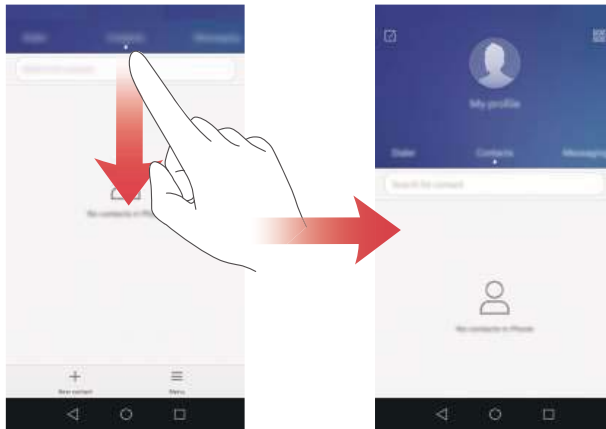 Dialer
Contacts
Messaging
Search for contact
No contacts in Phone
New contact
Menu
My profile
Dialer
Contacts
Messaging
Search for contact
No contacts in Phone